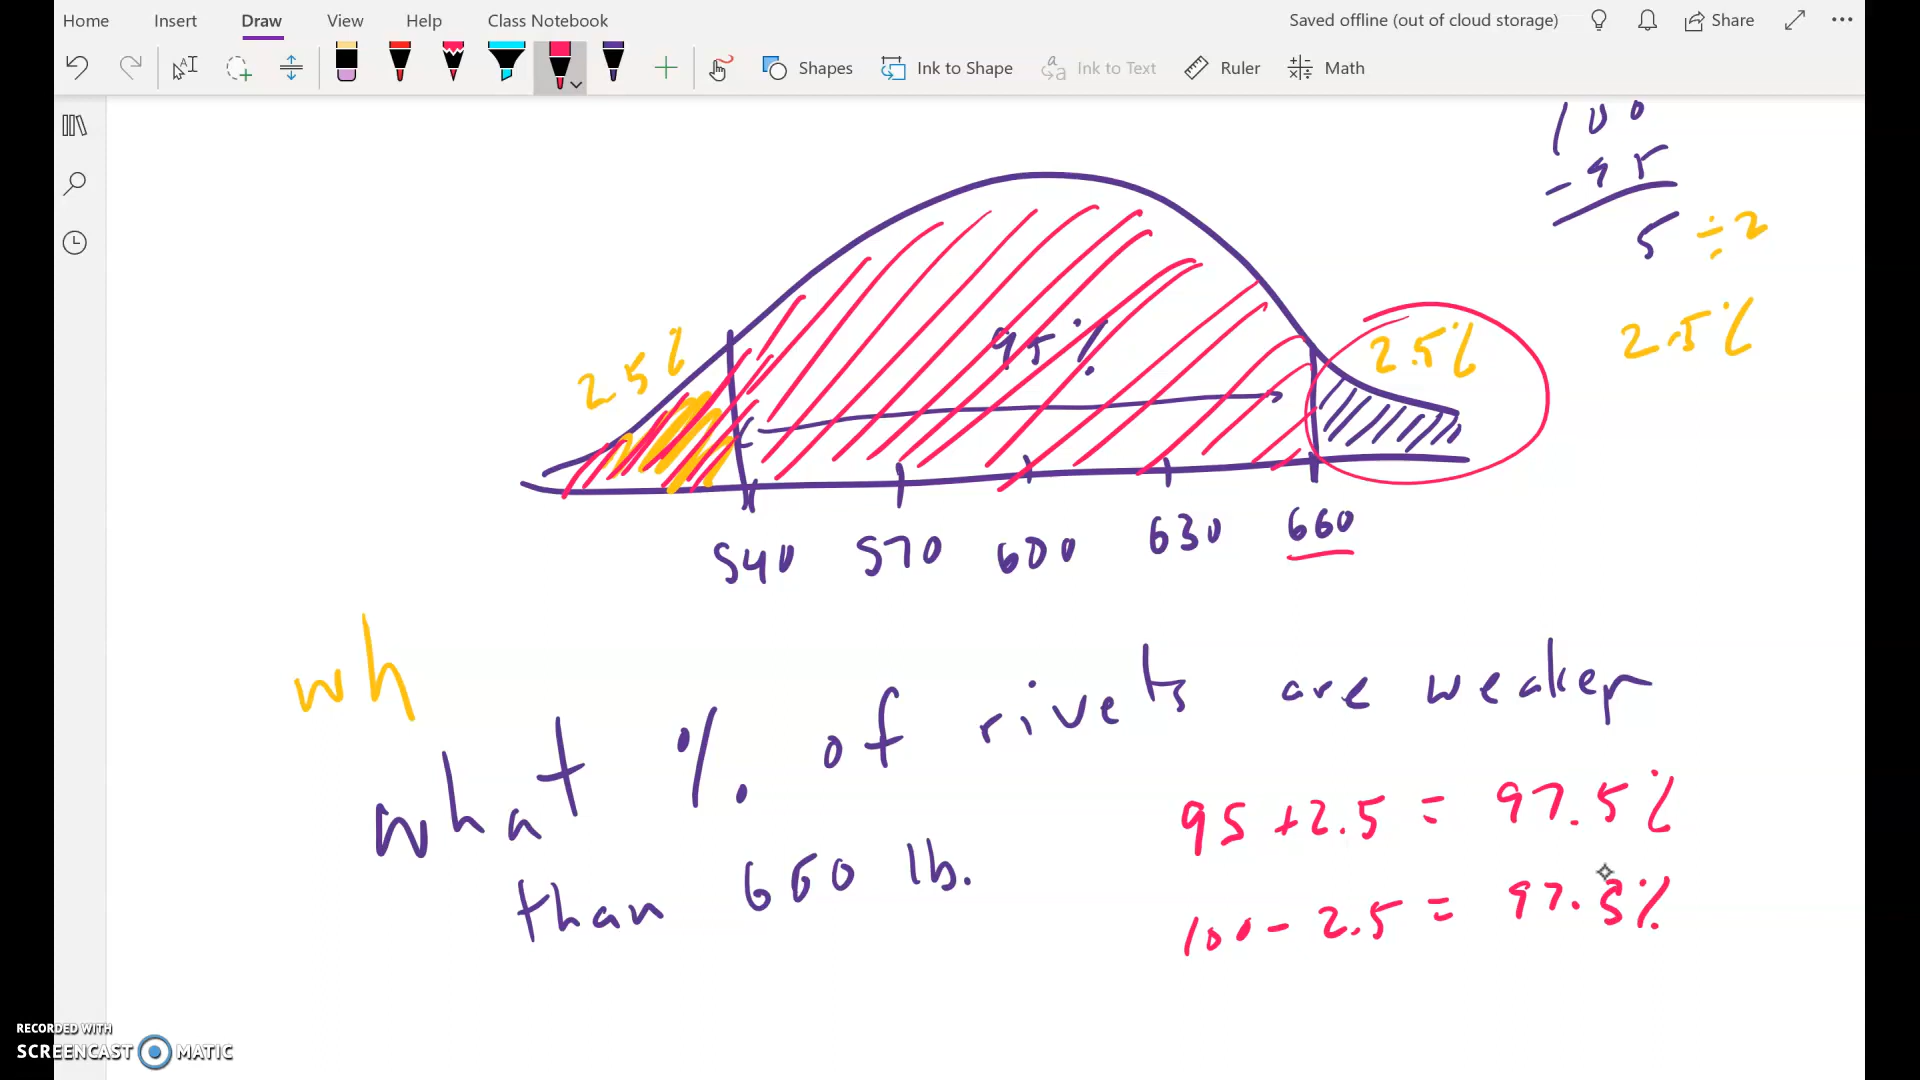 Home Insert Draw View Help Class Notebook Saved offline (out of cloud storage) Share
Shapes Ink to Shape Ink to Text Ruler Math
100
- 95
5 ÷ 2
2.5%
2.5%
95%
2.5%
540 570 600 630 660
wh
what % of rivets are weaker
than 660 lb.
95 + 2.5 = 97.5%
100 - 2.5 = 97.5%
RECORDED WITH
SCREENCAST MATIC